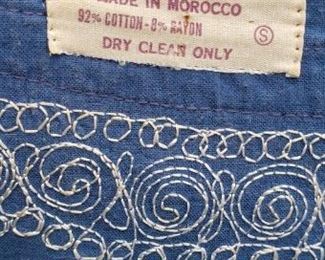 MADE IN MOROCCO
92% COTTON-8% RAYON
DRY CLEAN ONLY
S